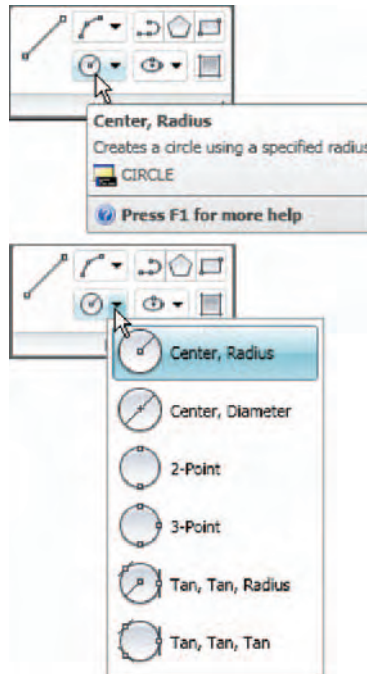 Center, Radius
Creates a circle using a specified radius
CIRCLE
Press F1 for more help
Center, Radius
Center, Diameter
2-Point
3-Point
Tan, Tan, Radius
Tan, Tan, Tan